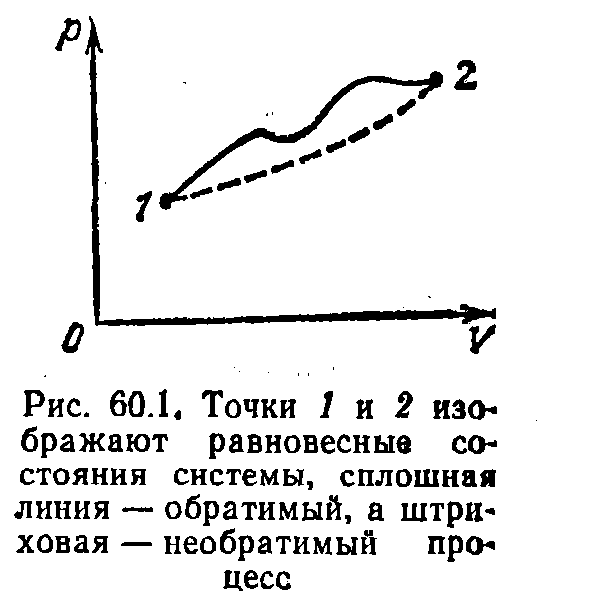 p
2
1
0
V
Рис. 60.1. Точки 1 и 2 изо-
бражают равновесные со-
стояния системы, сплошная
линия — обратимый, а штри-
ховая — необратимый про-
цесс